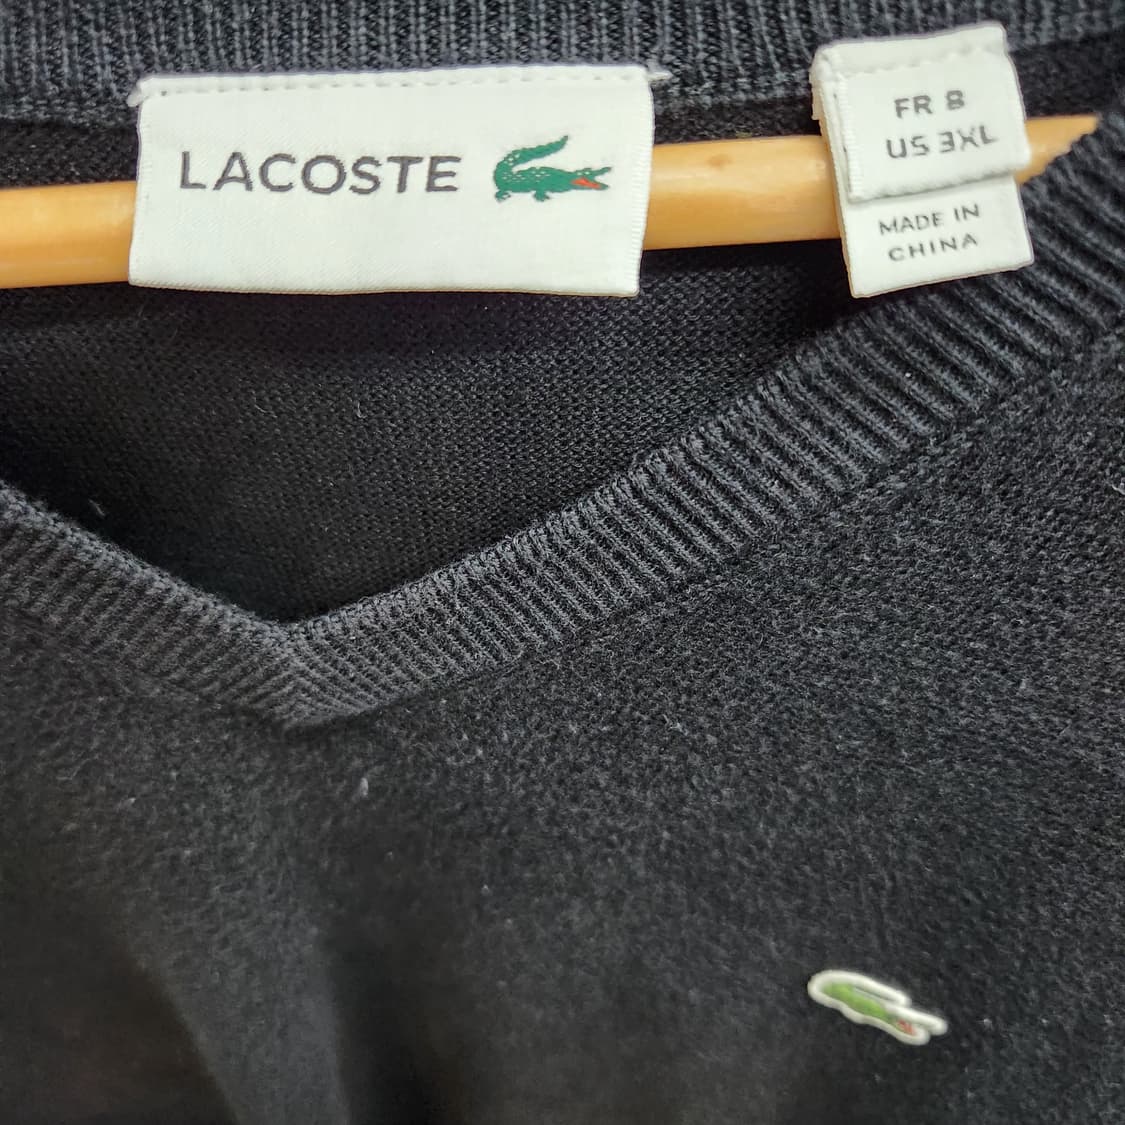 LACOSTE
FR 8
US 3XL
MADE IN
CHINA